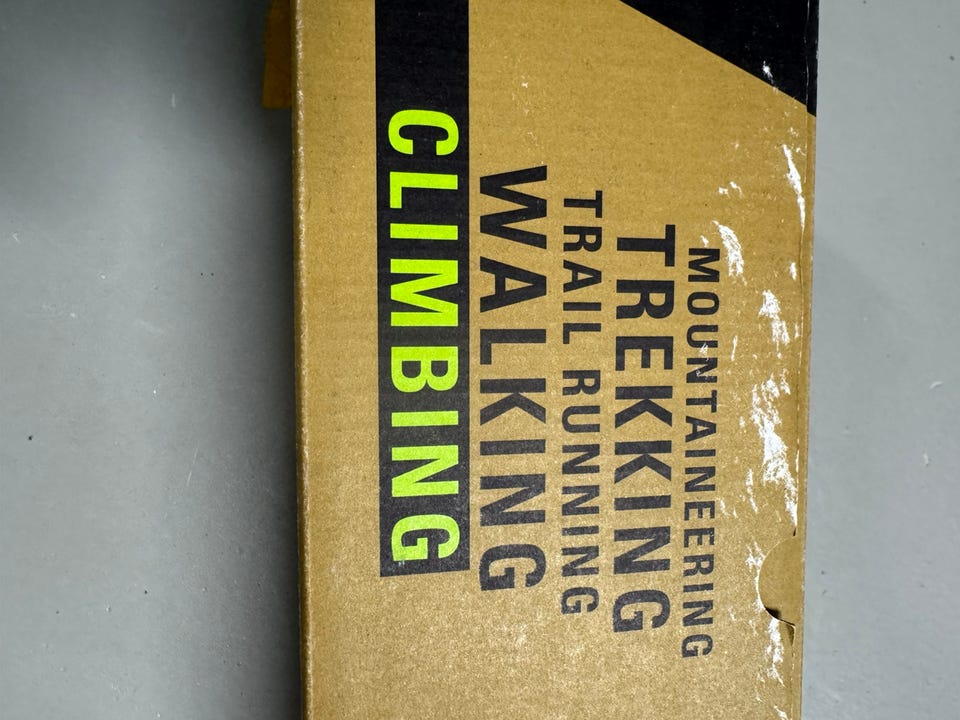 MOUNTAINEERING
TREKKING
TRAIL RUNNING
WALKING
CLIMBING